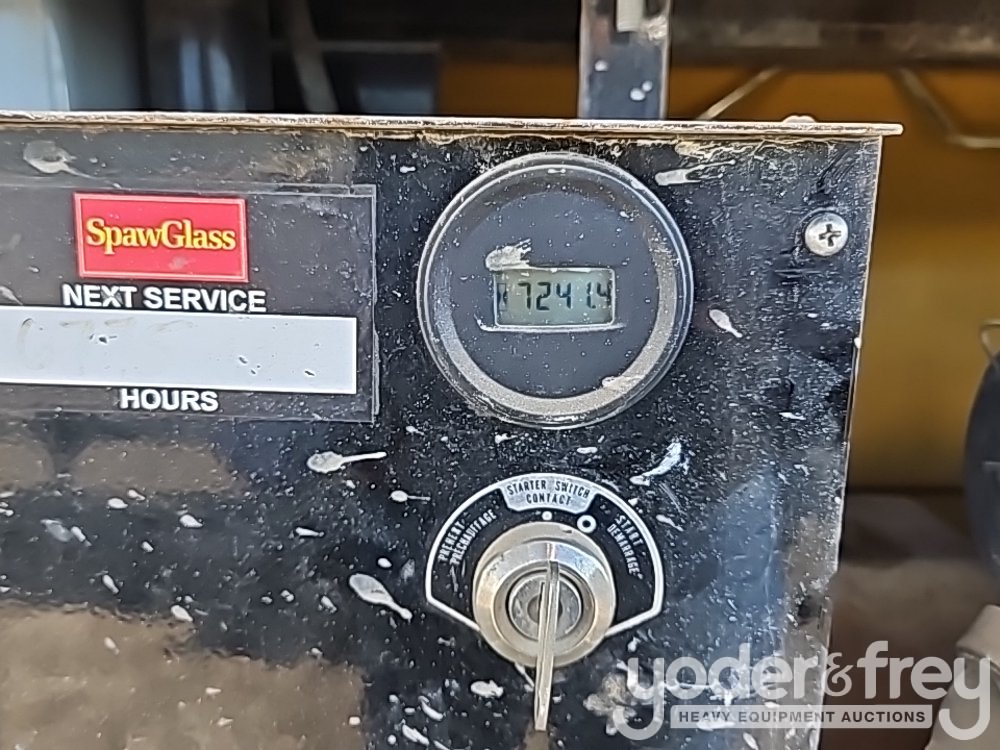 SpawGlass
NEXT SERVICE
HOURS
7241.4
STARTER SWITCH
CONTACT
PREHEAT
PRECHAUFFAGE
START
DEMARRAGE
yoder&frey
HEAVY EQUIPMENT AUCTIONS